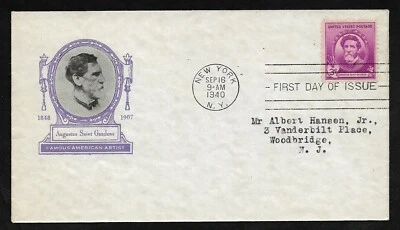 1848 1907
Augustus Saint Gaudens
FAMOUS AMERICAN ARTIST
NEW YORK
SEP 16
9-AM
1940
N. Y.
UNITED STATES POSTAGE
FIRST DAY OF ISSUE
Mr Albert Hansen, Jr.,
3 Vanderbilt Place,
Woodbridge,
N. J.